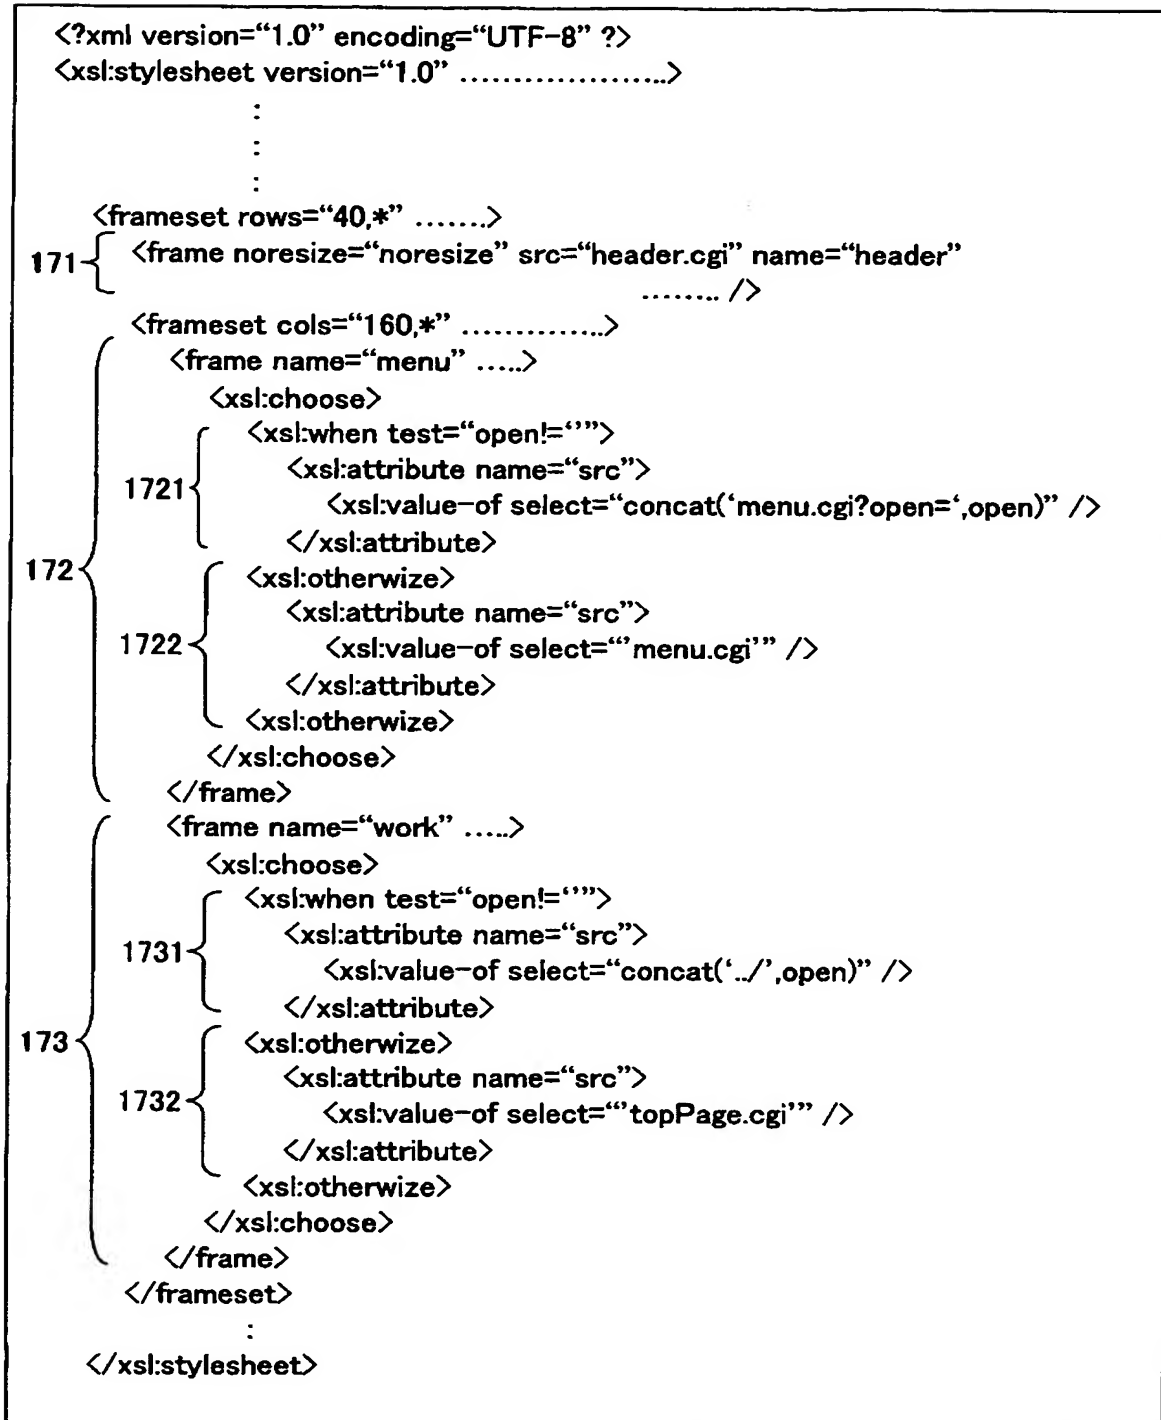 <?xml version=“1.0” encoding=“UTF-8” ?>
<xsl:stylesheet version=“1.0” .....................>
:
:
:
<frameset rows=“40,*” .......>
171 <frame noresize=“noresize” src=“header.cgi” name=“header”
........ />
<frameset cols=“160,*” ..............>
<frame name=“menu” .....>
<xsl:choose>
<xsl:when test=“open!=‘’”>
<xsl:attribute name=“src”>
1721 <xsl:value-of select=“concat(‘menu.cgi?open=‘,open)” />
</xsl:attribute>
172 <xsl:otherwize>
<xsl:attribute name=“src”>
1722 <xsl:value-of select=“’menu.cgi’” />
</xsl:attribute>
<xsl:otherwize>
</xsl:choose>
</frame>
<frame name=“work” .....>
<xsl:choose>
<xsl:when test=“open!=‘’”>
<xsl:attribute name=“src”>
1731 <xsl:value-of select=“concat(‘../’,open)” />
</xsl:attribute>
173 <xsl:otherwize>
<xsl:attribute name=“src”>
1732 <xsl:value-of select=“’topPage.cgi’” />
</xsl:attribute>
<xsl:otherwize>
</xsl:choose>
</frame>
</frameset>
:
</xsl:stylesheet>